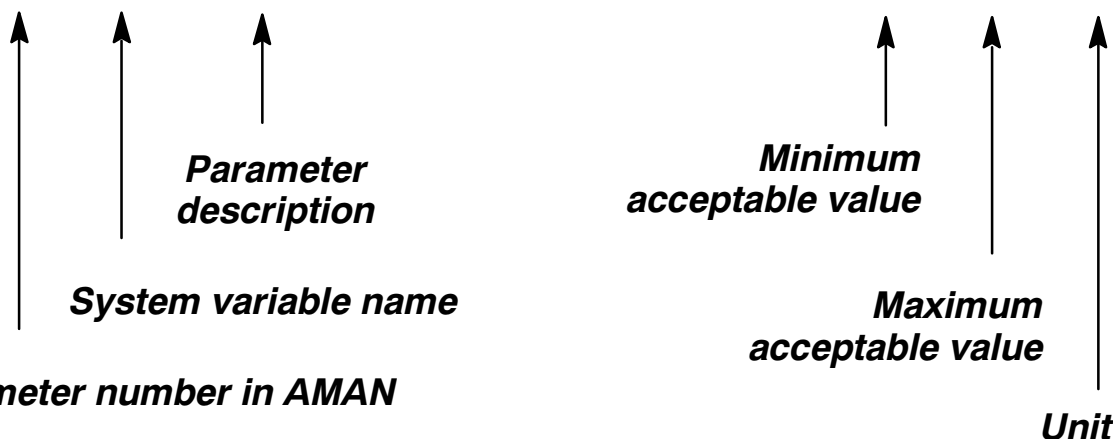 Parameter
description
Minimum
acceptable value
System variable name
Maximum
acceptable value
meter number in AMAN
Unit